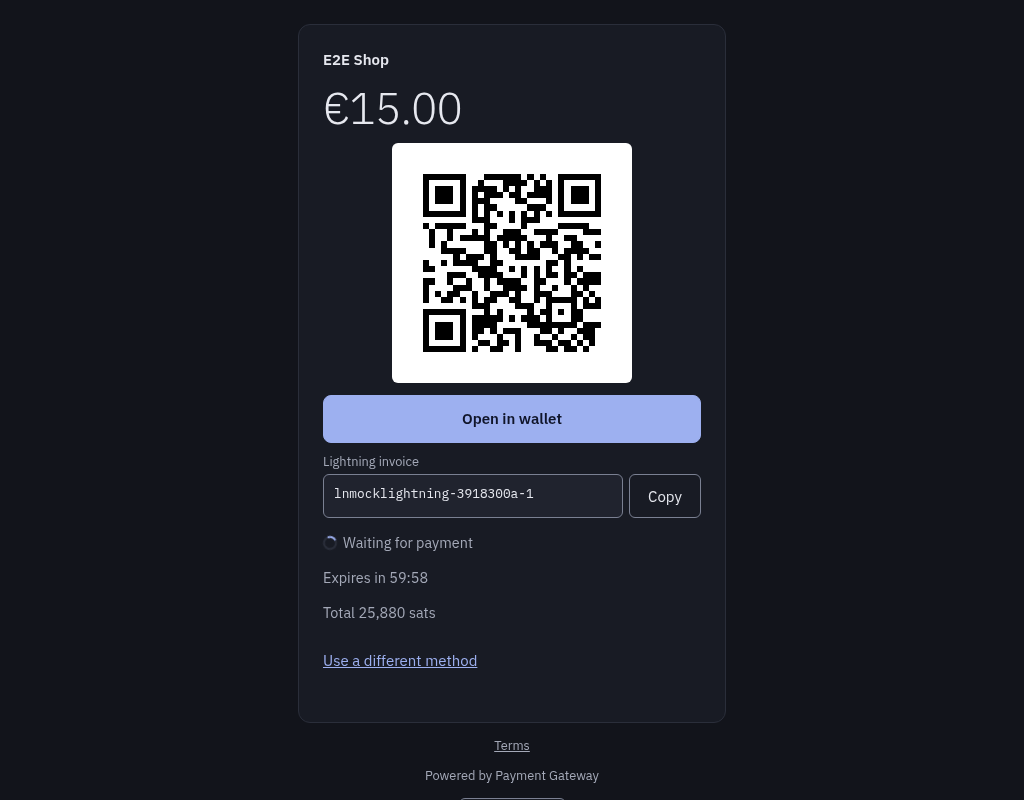 E2E Shop
€15.00
Open in wallet
Lightning invoice
lnmocklightning-3918300a-1
Copy
Waiting for payment
Expires in 59:58
Total 25,880 sats
Use a different method
Terms
Powered by Payment Gateway